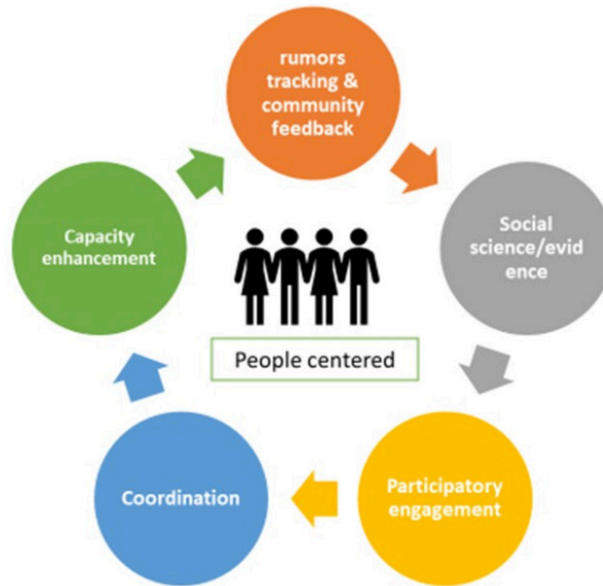 rumors
tracking &
community
feedback
Social
science/evid
ence
Participatory
engagement
Coordination
Capacity
enhancement
People centered